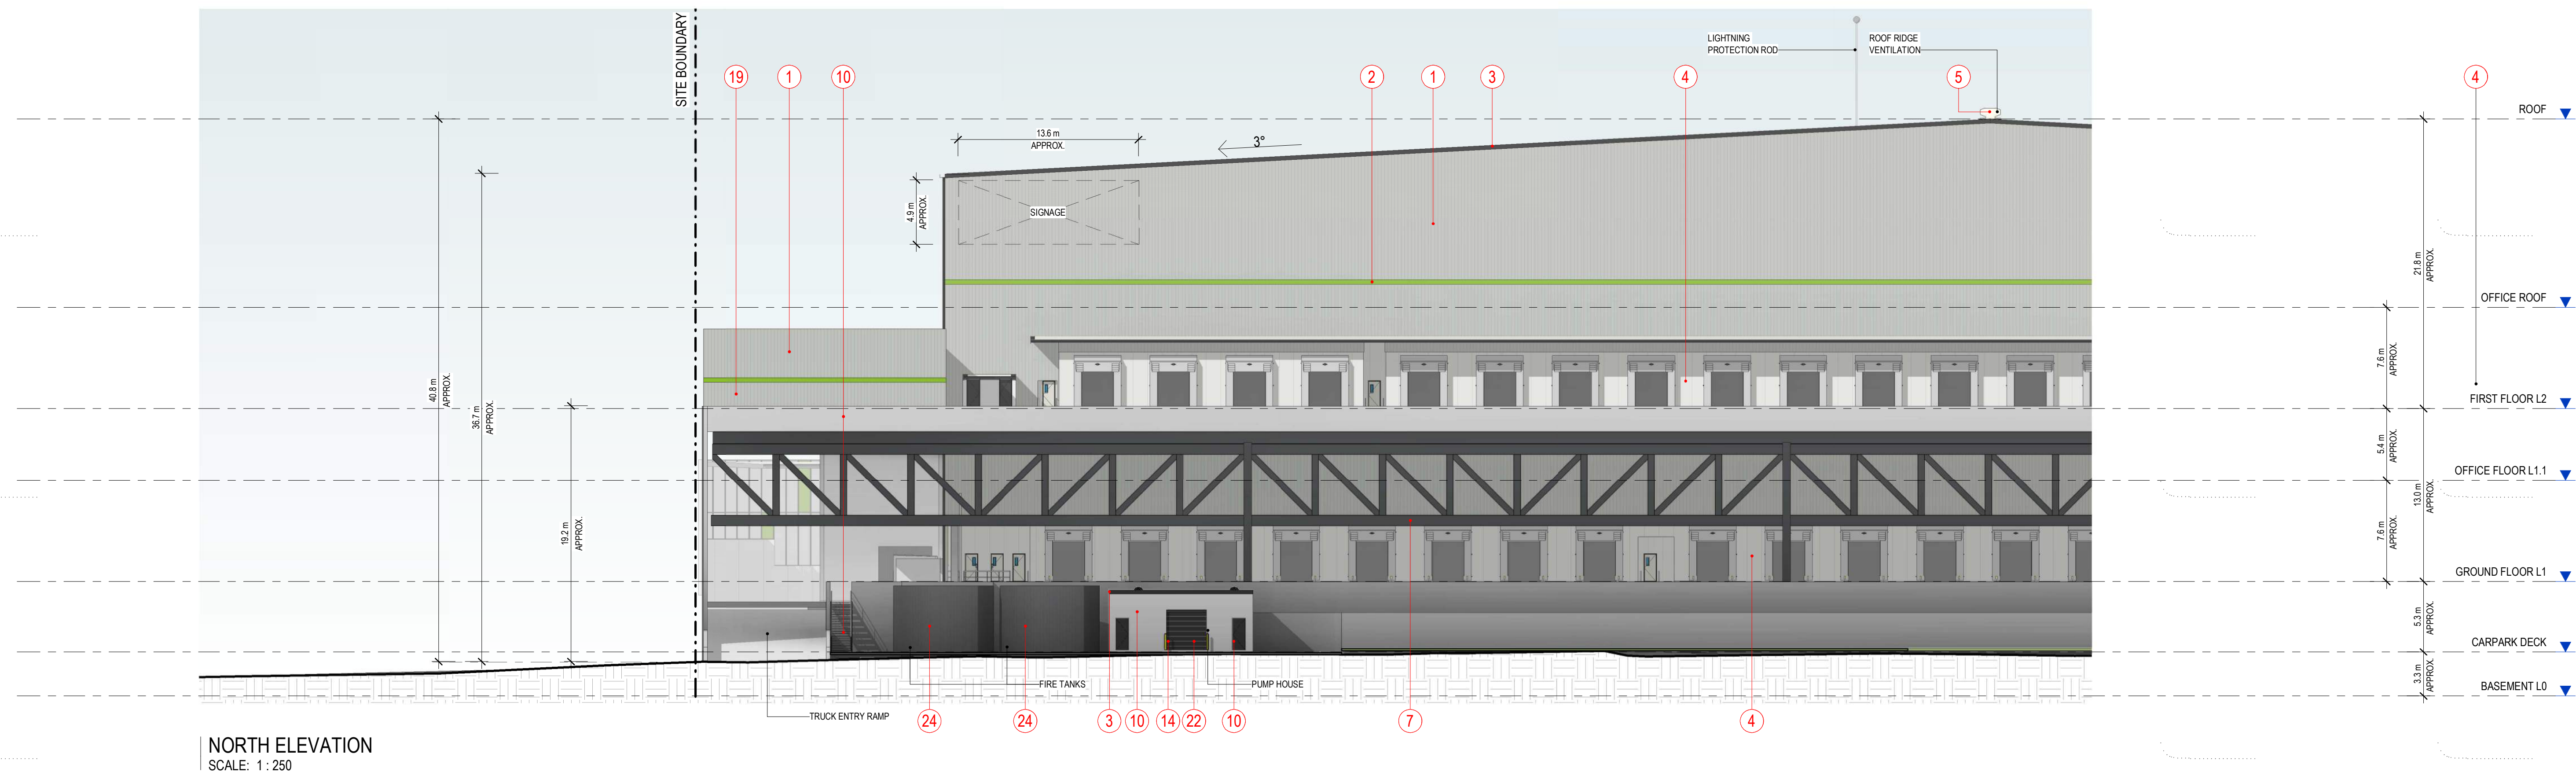 SITE BOUNDARY
LIGHTNING
PROTECTION ROD
ROOF RIDGE
VENTILATION
19
1
10
2
1
3
4
5
4
ROOF
13.6 m
APPROX.
3°
4.9 m
APPROX.
SIGNAGE
21.8 m
APPROX.
OFFICE ROOF
7.6 m
APPROX.
40.8 m
APPROX.
36.7 m
APPROX.
FIRST FLOOR L2
5.4 m
APPROX.
OFFICE FLOOR L1.1
13.0 m
APPROX.
19.2 m
APPROX.
7.6 m
APPROX.
GROUND FLOOR L1
5.3 m
APPROX.
CARPARK DECK
3.3 m
APPROX.
BASEMENT L0
FIRE TANKS
PUMP HOUSE
TRUCK ENTRY RAMP
24
24
3
10
14
22
10
7
4
NORTH ELEVATION
SCALE: 1 : 250